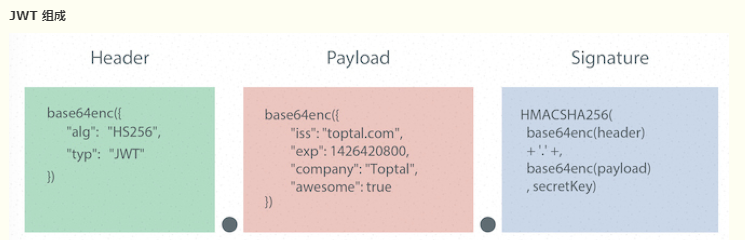 JWT 组成
Header
Payload
Signature
base64enc({
"alg": "HS256",
"typ": "JWT"
})
base64enc({
"iss": "toptal.com",
"exp": 1426420800,
"company": "Toptal",
"awesome": true
})
HMACSHA256(
base64enc(header)
+ '.' +,
base64enc(payload)
, secretKey)